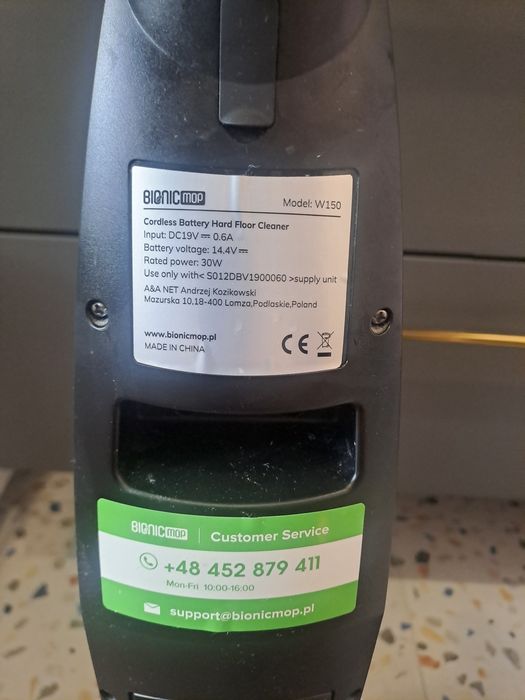 BIONICMOP
Model: W150
Cordless Battery Hard Floor Cleaner
Input: DC19V ⎓ 0.6A
Battery voltage: 14.4V⎓
Rated power: 30W
Use only with< S012DBV1900060 >supply unit
A&A NET Andrzej Kozikowski
Mazurska 10,18-400 Lomza,Podlaskie,Poland
www.bionicmop.pl
MADE IN CHINA
CE
BIONICMOP | Customer Service
+48 452 879 411
Mon-Fri 10:00-16:00
support@bionicmop.pl